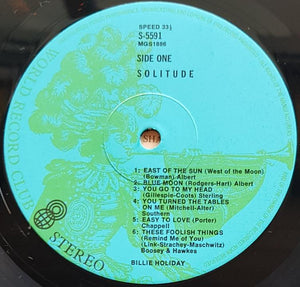 SPEED 33⅓
S-5591
MGS1886
SIDE ONE
SOLITUDE
WORLD RECORD CLUB
1: EAST OF THE SUN (West of the Moon)
(Bowman) Albert
2: BLUE MOON (Rodgers-Hart) Albert
3: YOU GO TO MY HEAD
(Gillespie-Coots) Sterling
4: YOU TURNED THE TABLES
ON ME (Mitchell-Alter)
Southern
5: EASY TO LOVE (Porter)
Chappell
6: THESE FOOLISH THINGS
(Remind Me of You)
(Link-Strachey-Maschwitz)
Boosey & Hawkes
BILLIE HOLIDAY
STEREO